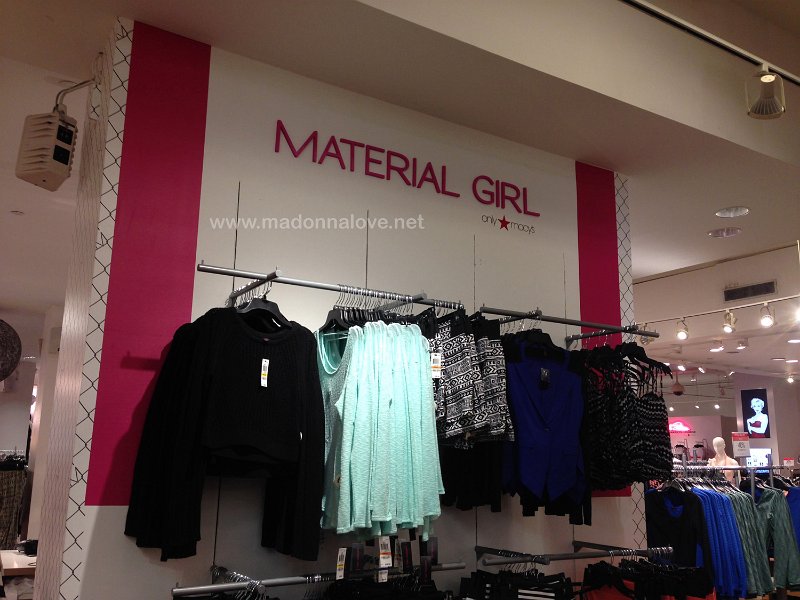 MATERIAL GIRL
only ★ macy's
www.madonnalove.net